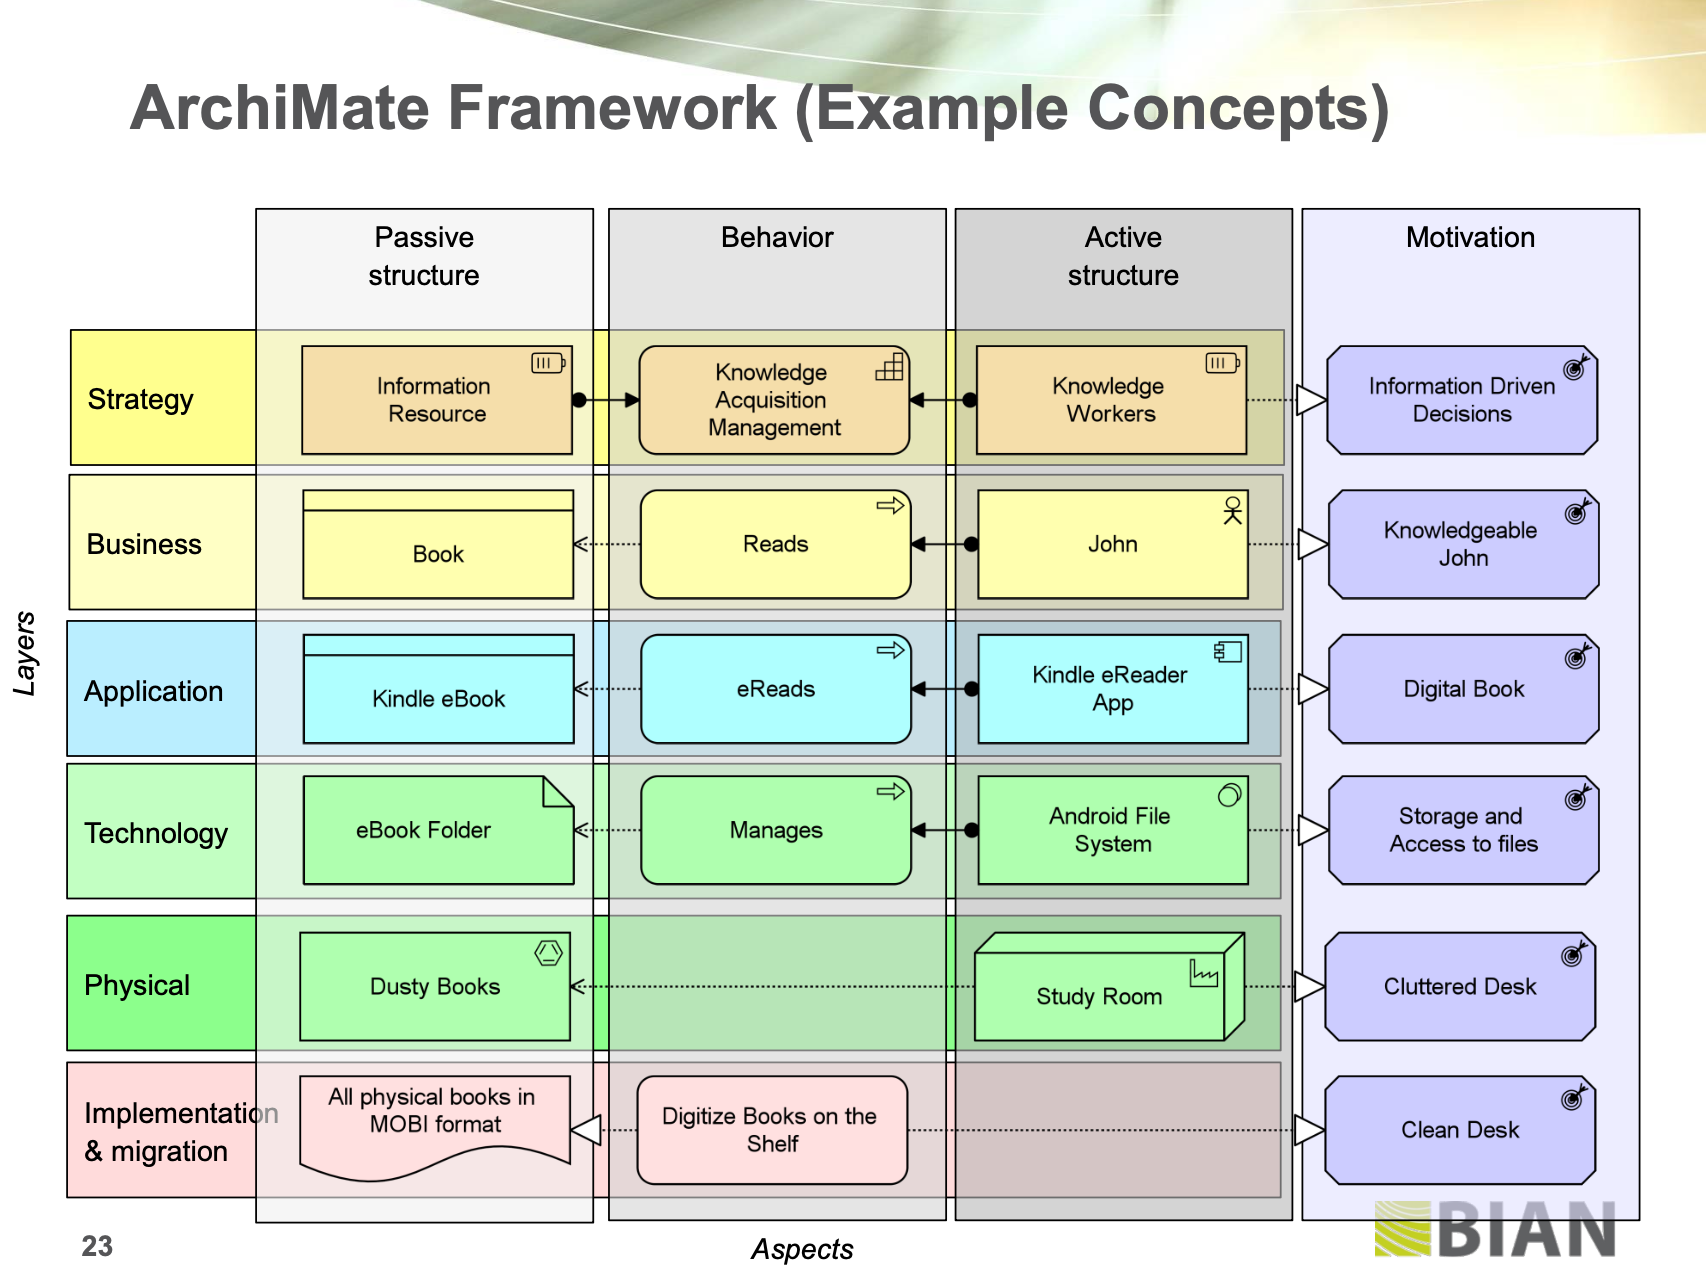 ArchiMate Framework (Example Concepts)
Passive
structure
Behavior
Active
structure
Motivation
Layers
Strategy
Information
Resource
Knowledge
Acquisition
Management
Knowledge
Workers
Information Driven
Decisions
Business
Book
Reads
John
Knowledgeable
John
Application
Kindle eBook
eReads
Kindle eReader
App
Digital Book
Technology
eBook Folder
Manages
Android File
System
Storage and
Access to files
Physical
Dusty Books
Study Room
Cluttered Desk
Implementation
& migration
All physical books in
MOBI format
Digitize Books on the
Shelf
Clean Desk
23
Aspects
BIAN